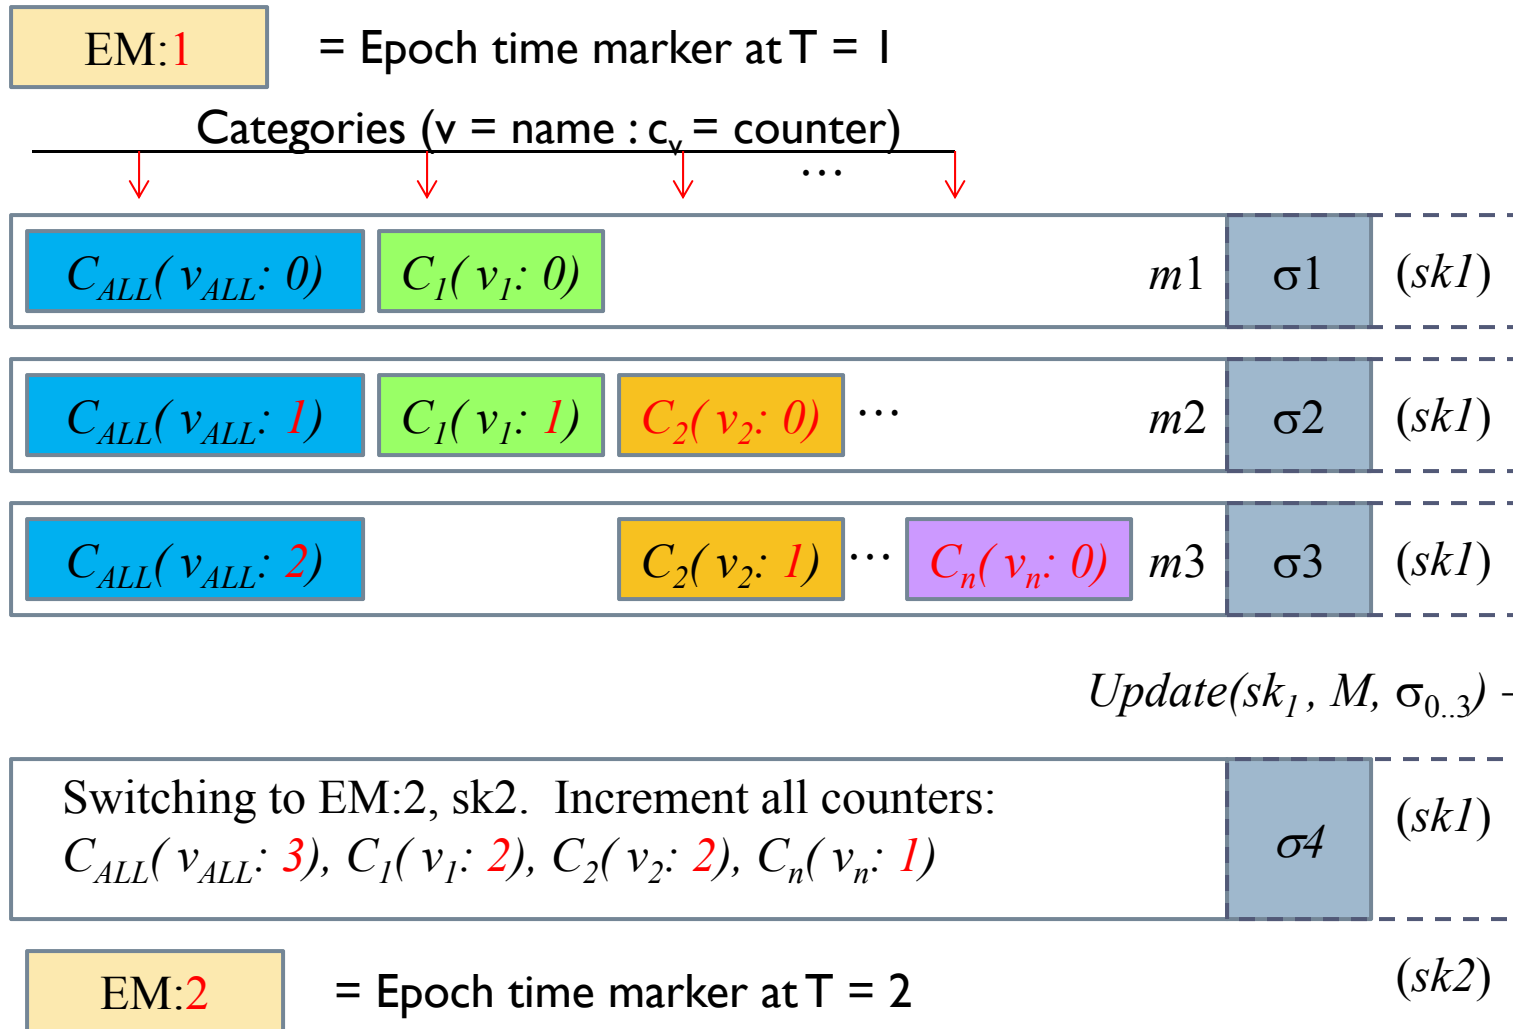 EM:1 = Epoch time marker at T = 1
Categories (v = name : cv = counter)
...
CALL( vALL: 0) C1( v1: 0) m1 σ1 (sk1)
CALL( vALL: 1) C1( v1: 1) C2( v2: 0) ... m2 σ2 (sk1)
CALL( vALL: 2) C2( v2: 1) ... Cn( vn: 0) m3 σ3 (sk1)
Update(sk1, M, σ0..3) -
Switching to EM:2, sk2. Increment all counters:
CALL( vALL: 3), C1( v1: 2), C2( v2: 2), Cn( vn: 1) σ4 (sk1)
EM:2 = Epoch time marker at T = 2 (sk2)